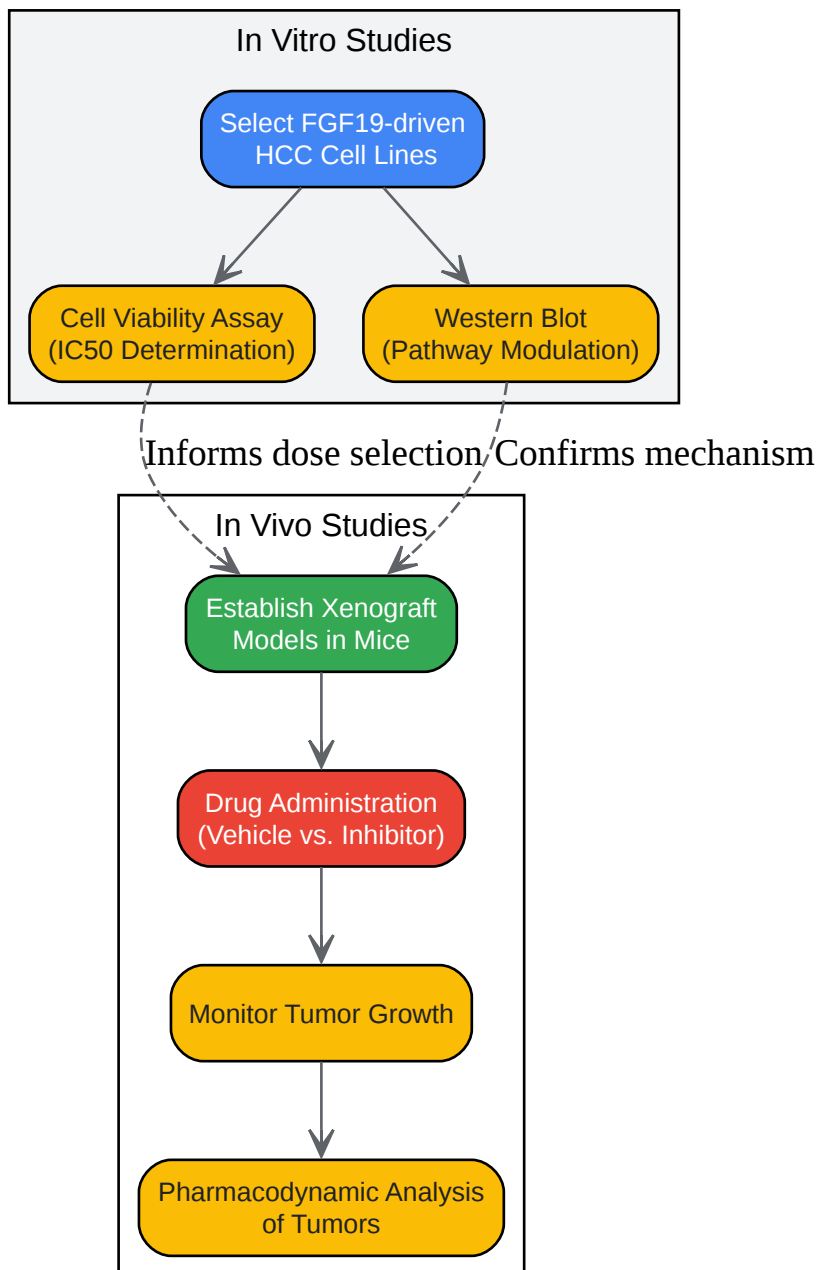 In Vitro Studies
Select FGF19-driven
HCC Cell Lines
Cell Viability Assay
(IC50 Determination)
Western Blot
(Pathway Modulation)
Informs dose selection
Confirms mechanism
In Vivo Studies
Establish Xenograft
Models in Mice
Drug Administration
(Vehicle vs. Inhibitor)
Monitor Tumor Growth
Pharmacodynamic Analysis
of Tumors